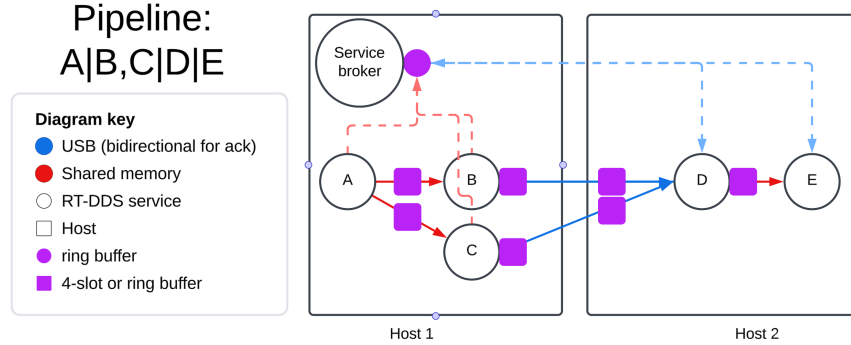 Pipeline:
A|B,C|D|E
Diagram key
USB (bidirectional for ack)
Shared memory
RT-DDS service
Host
ring buffer
4-slot or ring buffer
Service
broker
A
B
C
D
E
Host 1
Host 2